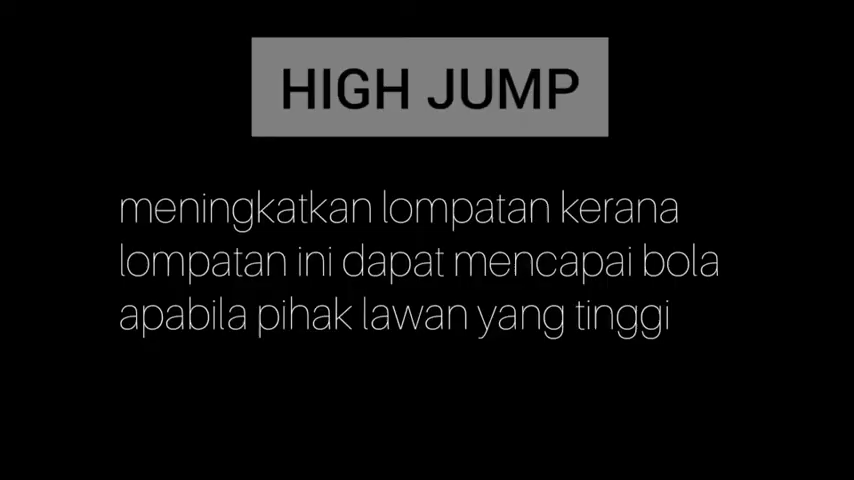 HIGH JUMP
meningkatkan lompatan kerana
lompatan ini dapat mencapai bola
apabila pihak lawan yang tinggi